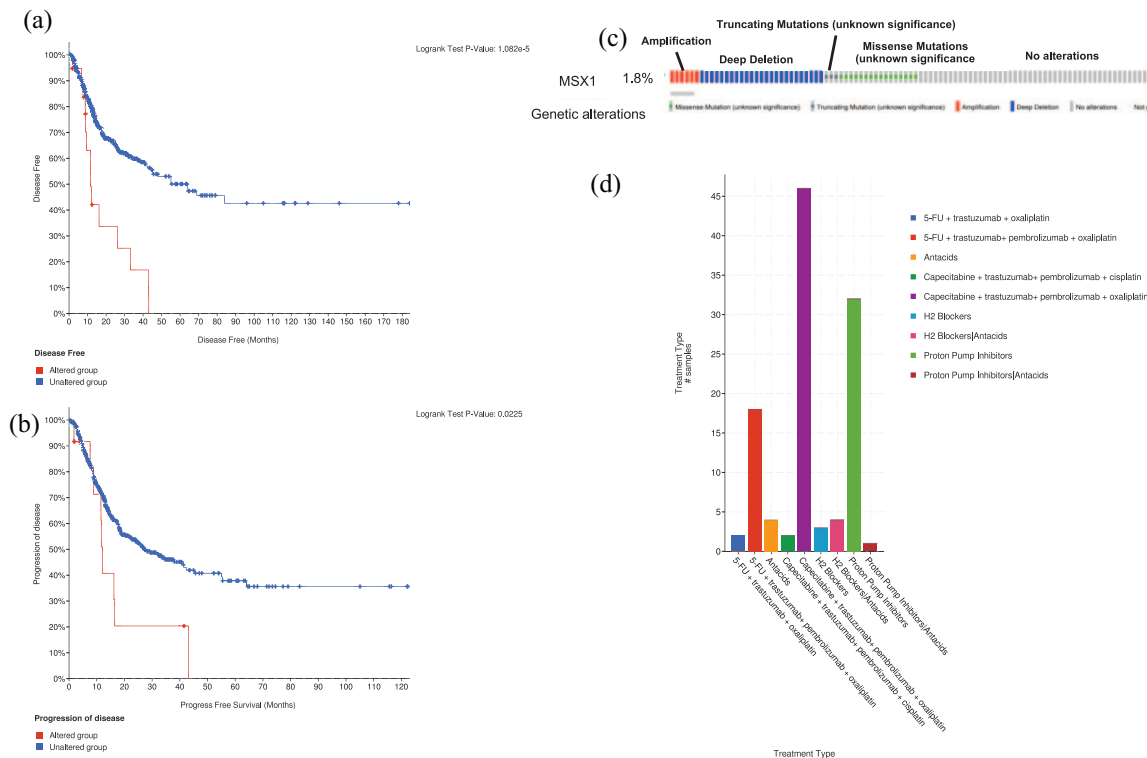 (a)
Logrank Test P-Value: 1.082e-5
100%
90%
80%
70%
60%
50%
40%
30%
20%
10%
0%
Disease Free
0 10 20 30 40 50 60 70 80 90 100 110 120 130 140 150 160 170 180
Disease Free (Months)
Disease Free
Altered group
Unaltered group
(b)
Logrank Test P-Value: 0.0225
100%
90%
80%
70%
60%
50%
40%
30%
20%
10%
0%
Progression of disease
0 10 20 30 40 50 60 70 80 90 100 110 120
Progress Free Survival (Months)
Progression of disease
Altered group
Unaltered group
(c)
Truncating Mutations (unknown significance)
Amplification
Deep Deletion
Missense Mutations
(unknown significance
No alterations
MSX1 1.8%
Genetic alterations
Missense Mutation (unknown significance) Truncating Mutation (unknown significance) Amplification Deep Deletion No alterations Not
(d)
45
40
35
30
25
20
15
10
5
0
Treatment Type
# samples
5-FU + trastuzumab + oxaliplatin
5-FU + trastuzumab+ pembrolizumab + oxaliplatin
Antacids
Capecitabine + trastuzumab+ pembrolizumab + cisplatin
Capecitabine + trastuzumab+ pembrolizumab + oxaliplatin
H2 Blockers
H2 Blockers|Antacids
Proton Pump Inhibitors
Proton Pump Inhibitors|Antacids
5-FU + trastuzumab + oxaliplatin
5-FU + trastuzumab+ pembrolizumab + oxaliplatin
Antacids
Capecitabine + trastuzumab+ pembrolizumab + cisplatin
Capecitabine + trastuzumab+ pembrolizumab + oxaliplatin
H2 Blockers
H2 Blockers|Antacids
Proton Pump Inhibitors
Proton Pump Inhibitors|Antacids
Treatment Type